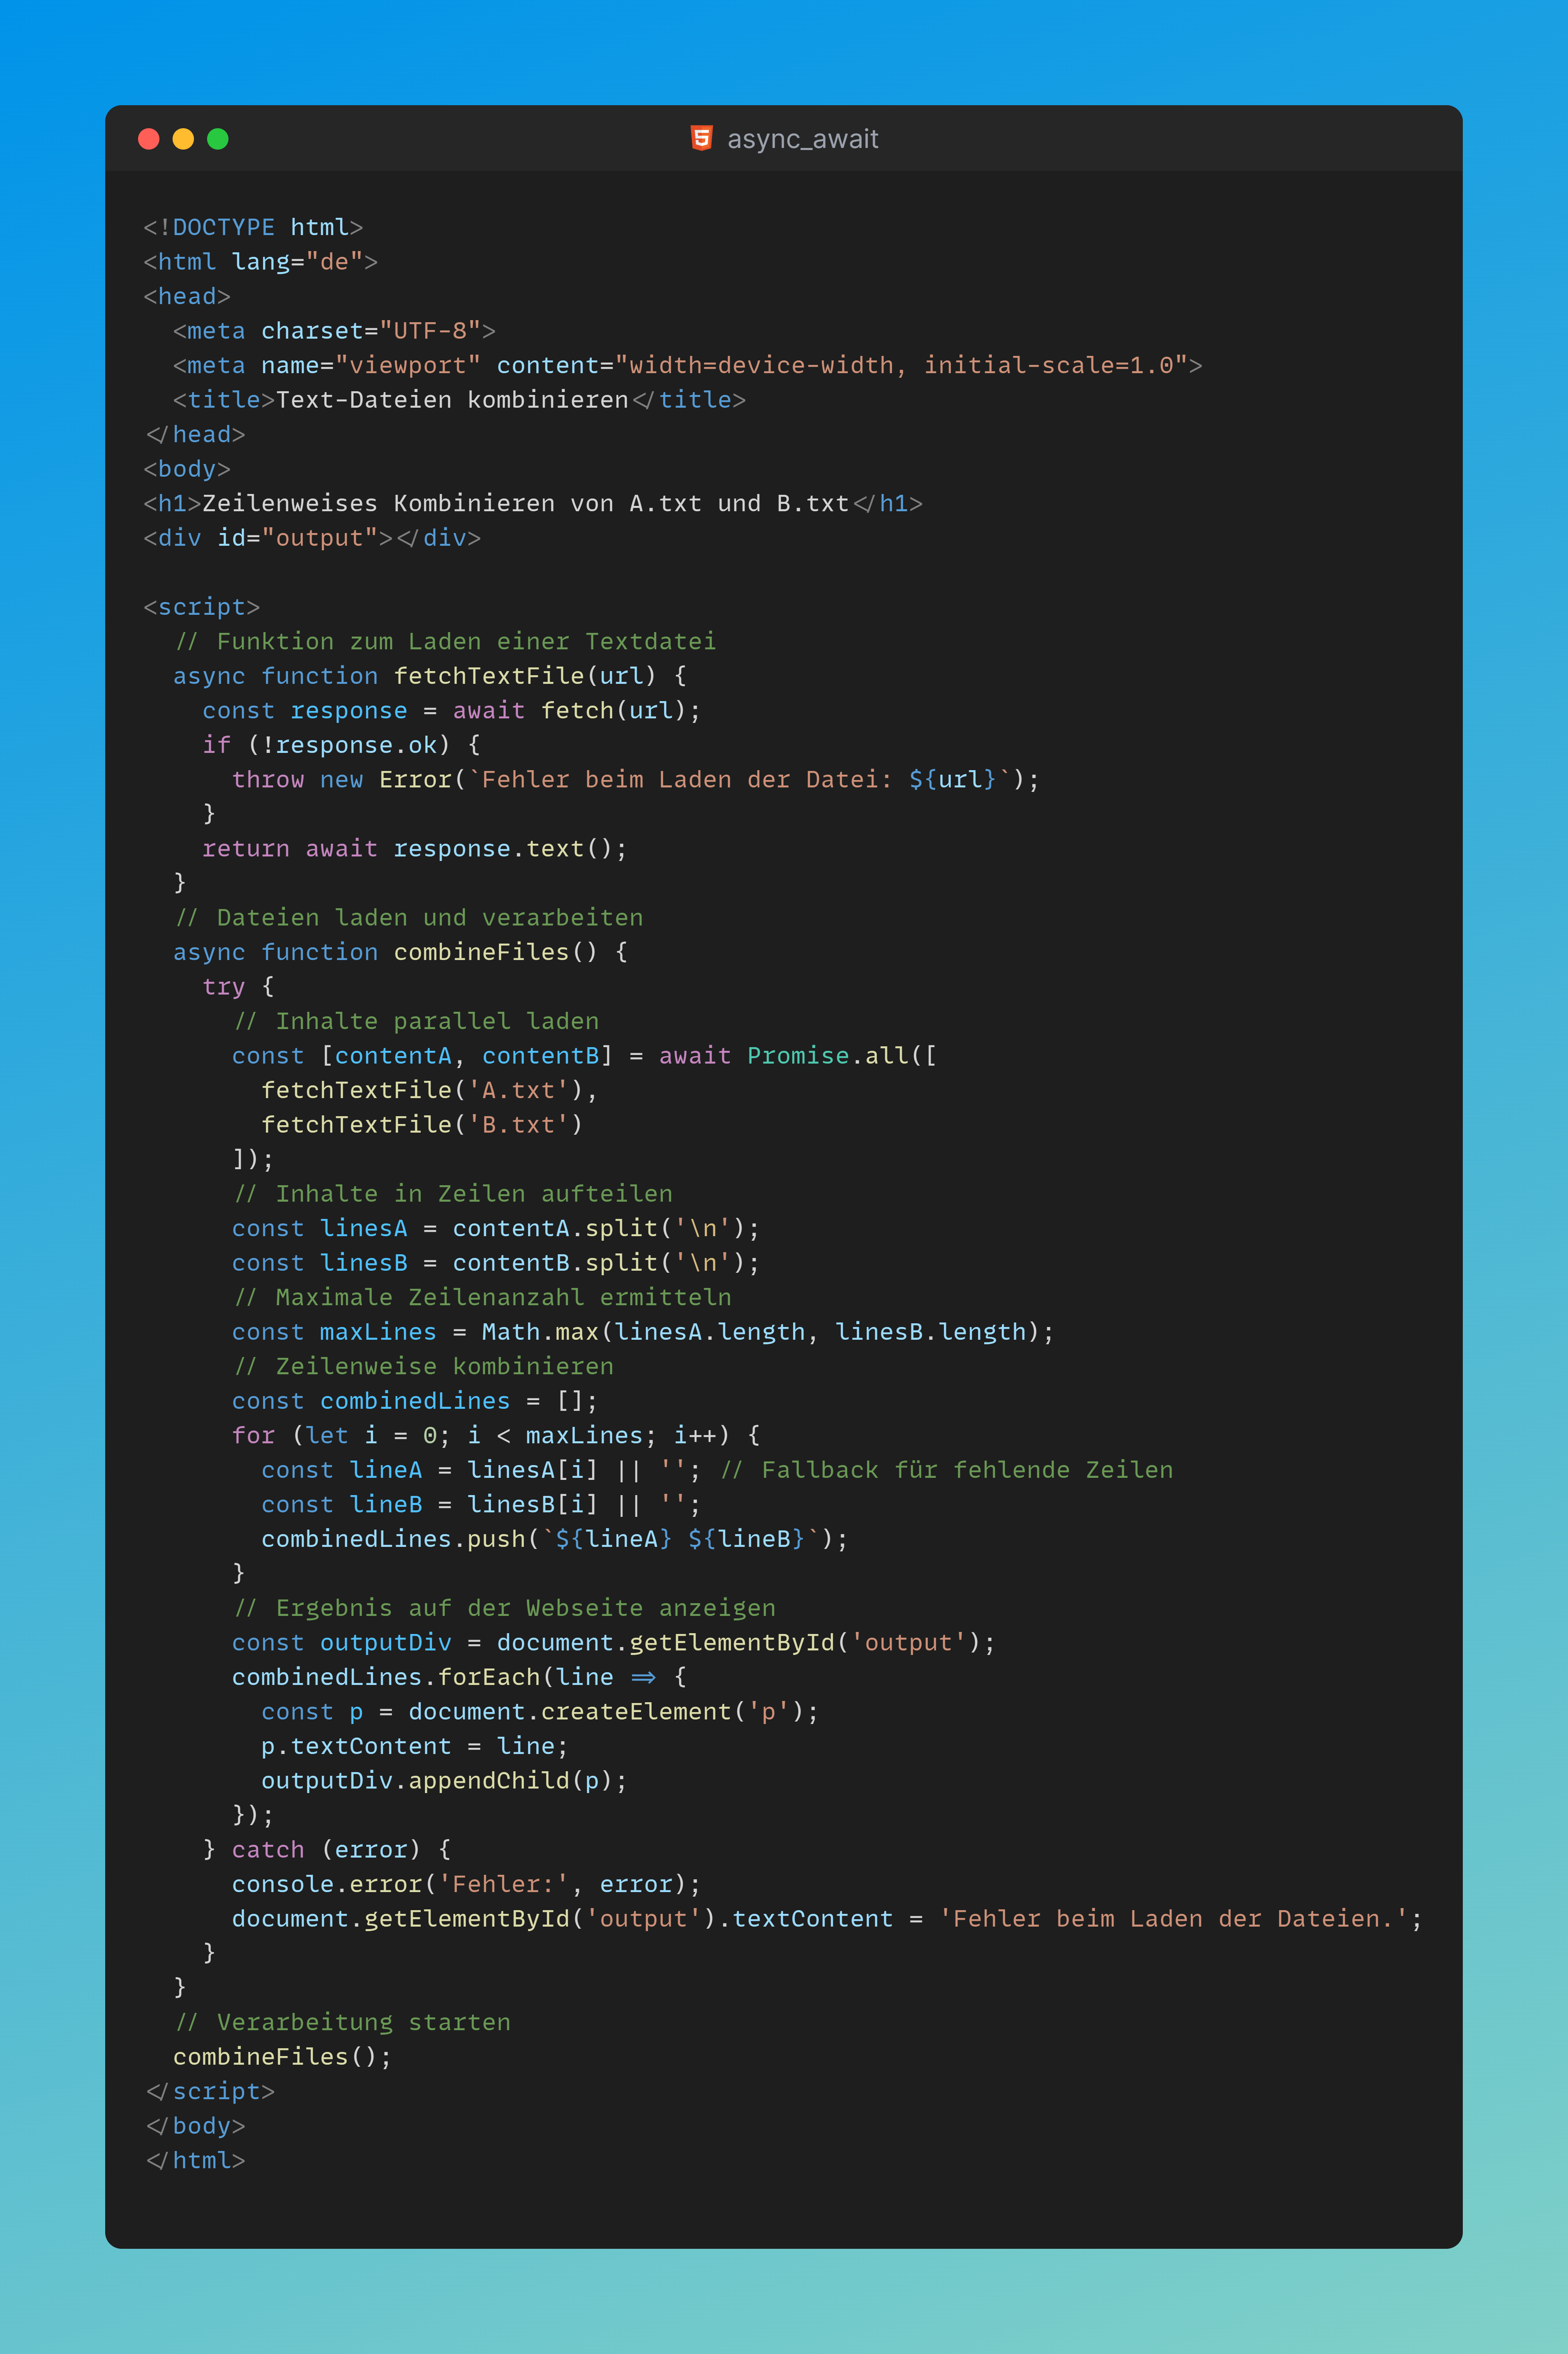 async_await
<!DOCTYPE html>
<html lang="de">
<head>
  <meta charset="UTF-8">
  <meta name="viewport" content="width=device-width, initial-scale=1.0">
  <title>Text-Dateien kombinieren</title>
</head>
<body>
<h1>Zeilenweises Kombinieren von A.txt und B.txt</h1>
<div id="output"></div>

<script>
  // Funktion zum Laden einer Textdatei
  async function fetchTextFile(url) {
    const response = await fetch(url);
    if (!response.ok) {
      throw new Error(`Fehler beim Laden der Datei: ${url}`);
    }
    return await response.text();
  }
  // Dateien laden und verarbeiten
  async function combineFiles() {
    try {
      // Inhalte parallel laden
      const [contentA, contentB] = await Promise.all([
        fetchTextFile('A.txt'),
        fetchTextFile('B.txt')
      ]);
      // Inhalte in Zeilen aufteilen
      const linesA = contentA.split('\n');
      const linesB = contentB.split('\n');
      // Maximale Zeilenanzahl ermitteln
      const maxLines = Math.max(linesA.length, linesB.length);
      // Zeilenweise kombinieren
      const combinedLines = [];
      for (let i = 0; i < maxLines; i++) {
        const lineA = linesA[i] || ''; // Fallback für fehlende Zeilen
        const lineB = linesB[i] || '';
        combinedLines.push(`${lineA} ${lineB}`);
      }
      // Ergebnis auf der Webseite anzeigen
      const outputDiv = document.getElementById('output');
      combinedLines.forEach(line => {
        const p = document.createElement('p');
        p.textContent = line;
        outputDiv.appendChild(p);
      });
    } catch (error) {
      console.error('Fehler:', error);
      document.getElementById('output').textContent = 'Fehler beim Laden der Dateien.';
    }
  }
  // Verarbeitung starten
  combineFiles();
</script>
</body>
</html>